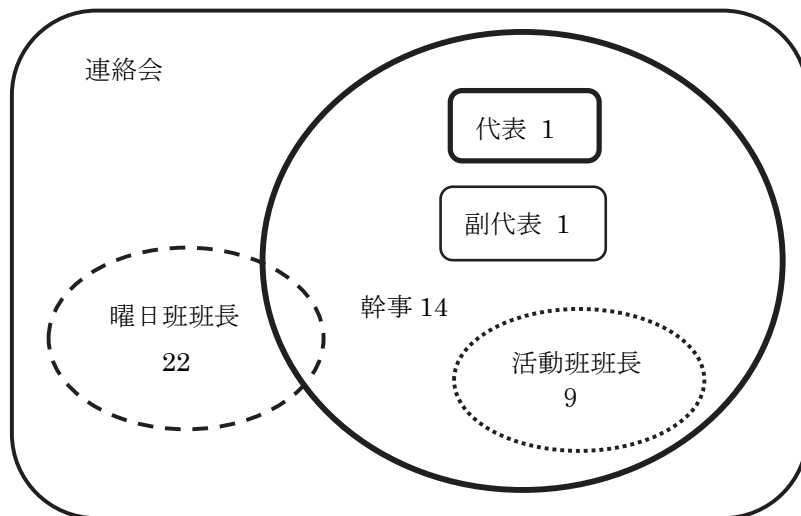 連絡会
代表 1
副代表 1
幹事 14
曜日班班長
22
活動班班長
9